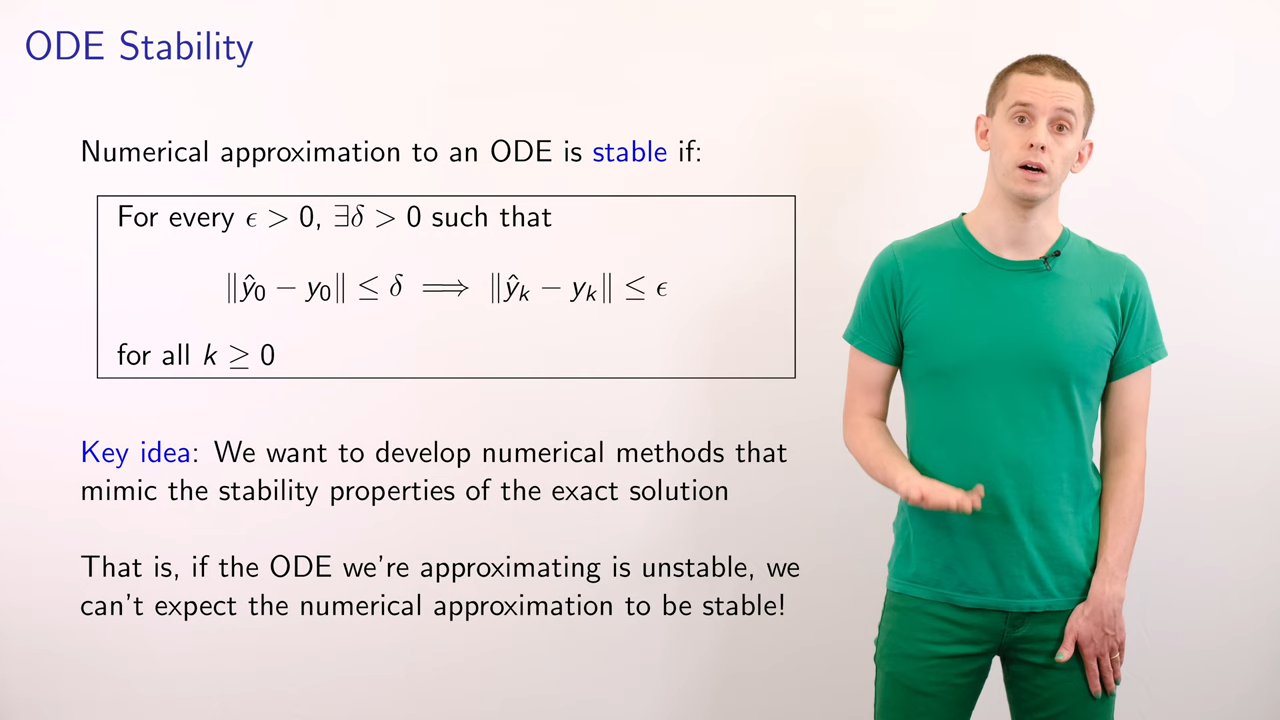 ODE Stability
Numerical approximation to an ODE is stable if:
For every ϵ > 0, ∃δ > 0 such that
‖ŷ₀ − y₀‖ ≤ δ ⟹ ‖ŷₖ − yₖ‖ ≤ ϵ
for all k ≥ 0
Key idea: We want to develop numerical methods that
mimic the stability properties of the exact solution
That is, if the ODE we're approximating is unstable, we
can't expect the numerical approximation to be stable!